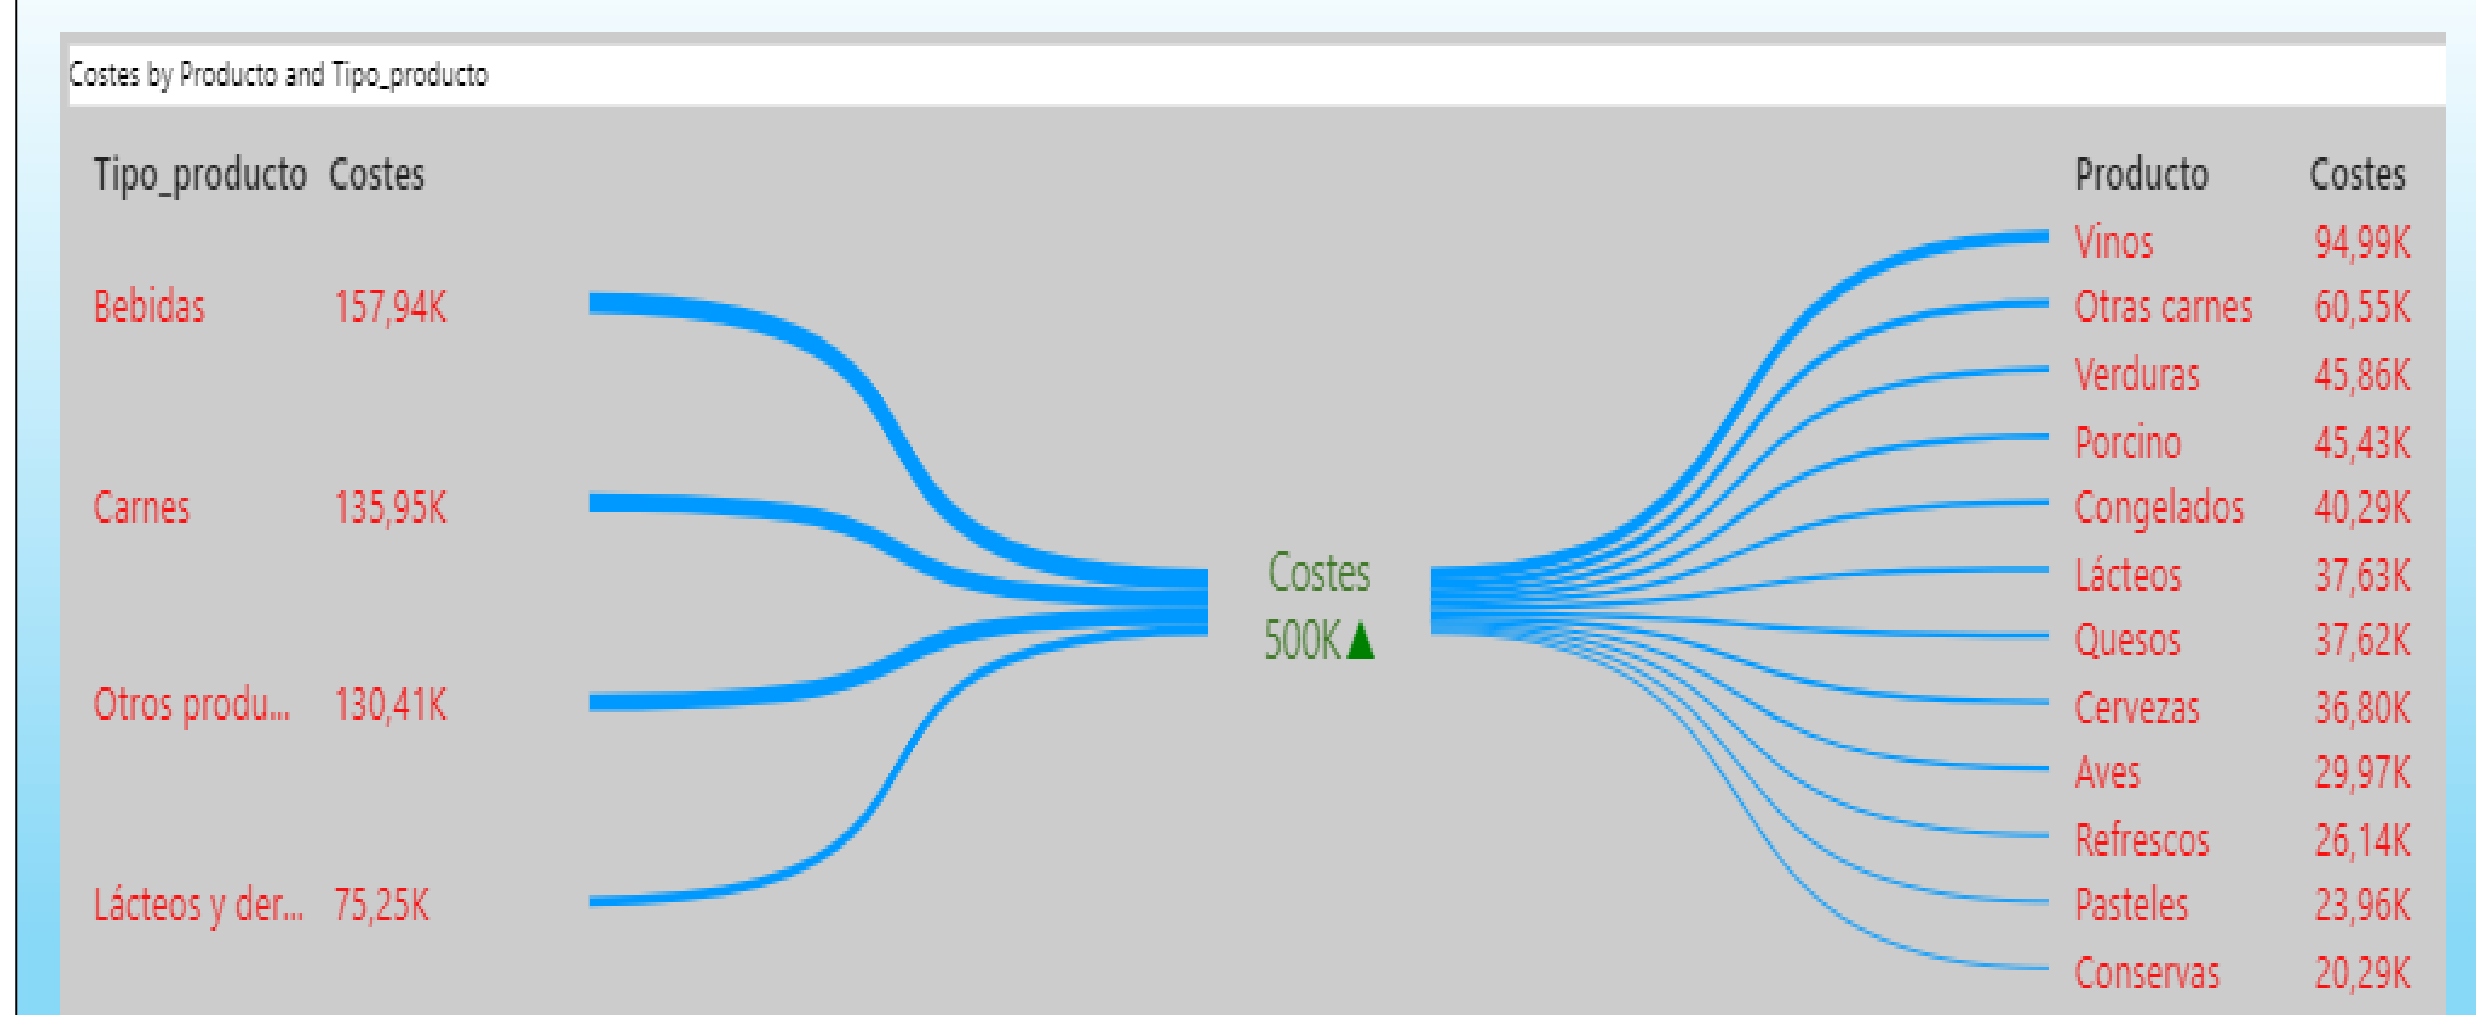 Costes by Producto and Tipo_producto
Tipo_producto Costes
Bebidas 157,94K
Carnes 135,95K
Otros produ... 130,41K
Lácteos y der... 75,25K
Costes
500K▲
Producto Costes
Vinos 94,99K
Otras carnes 60,55K
Verduras 45,86K
Porcino 45,43K
Congelados 40,29K
Lácteos 37,63K
Quesos 37,62K
Cervezas 36,80K
Aves 29,97K
Refrescos 26,14K
Pasteles 23,96K
Conservas 20,29K